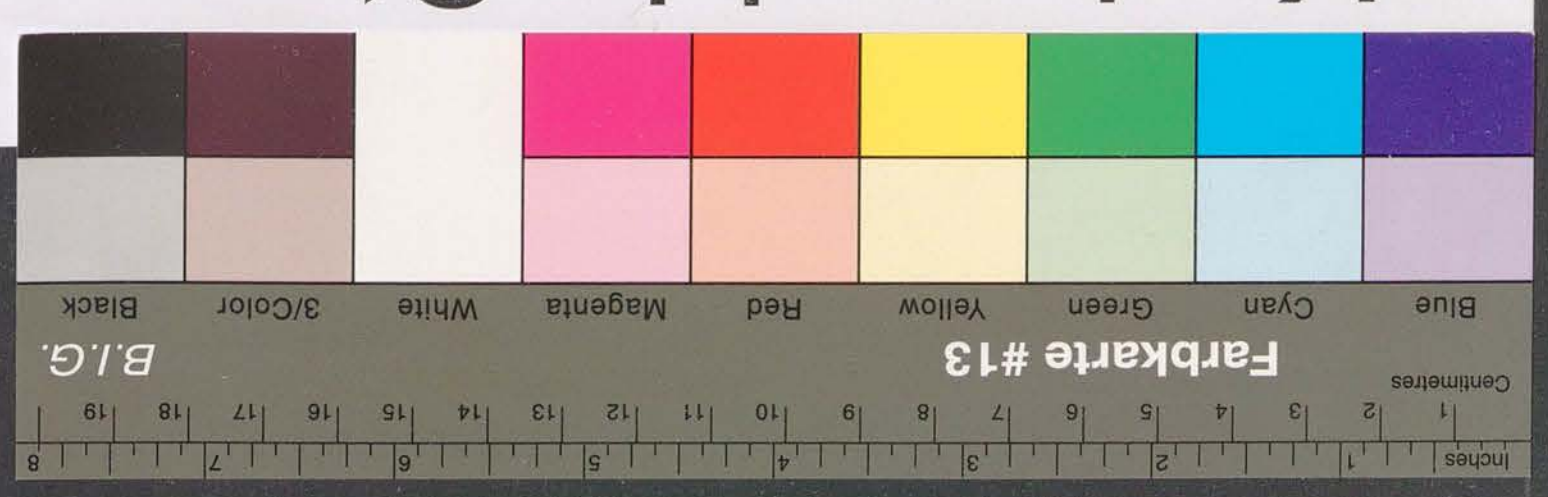 Inches 1 2 3 4 5 6 7 8
Centimetres 1 2 3 4 5 6 7 8 9 10 11 12 13 14 15 16 17 18 19
Farbkarte #13 B.I.G.
Blue Cyan Green Yellow Red Magenta White 3/Color Black